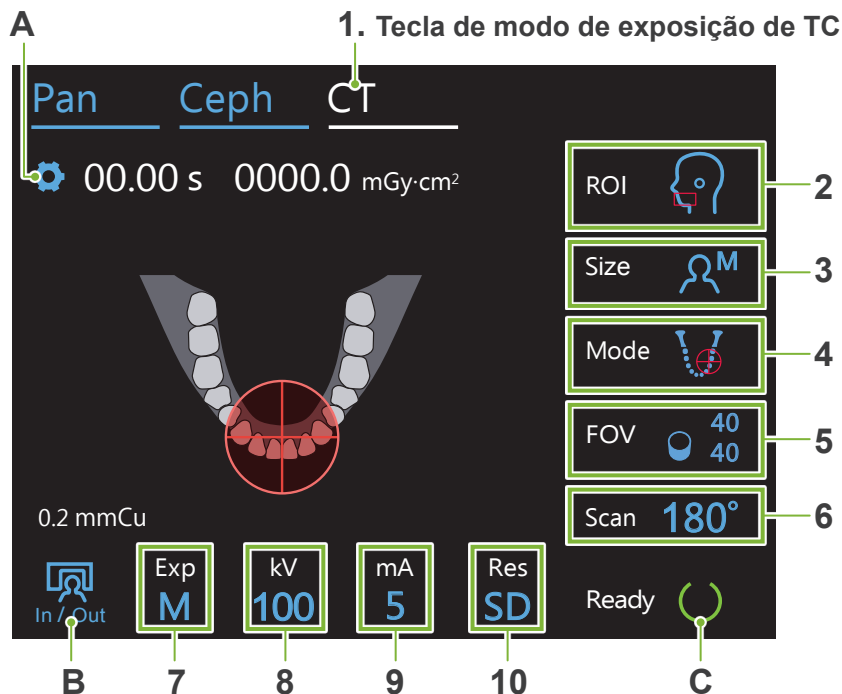 A
1. Tecla de modo de exposição de TC
Pan Ceph CT
00.00 s 0000.0 mGy·cm²
ROI
2
Size M
3
Mode
4
FOV 40 40
5
0.2 mmCu
Scan 180°
6
In / Out
Exp M
kV 100
mA 5
Res SD
Ready
B 7 8 9 10 C